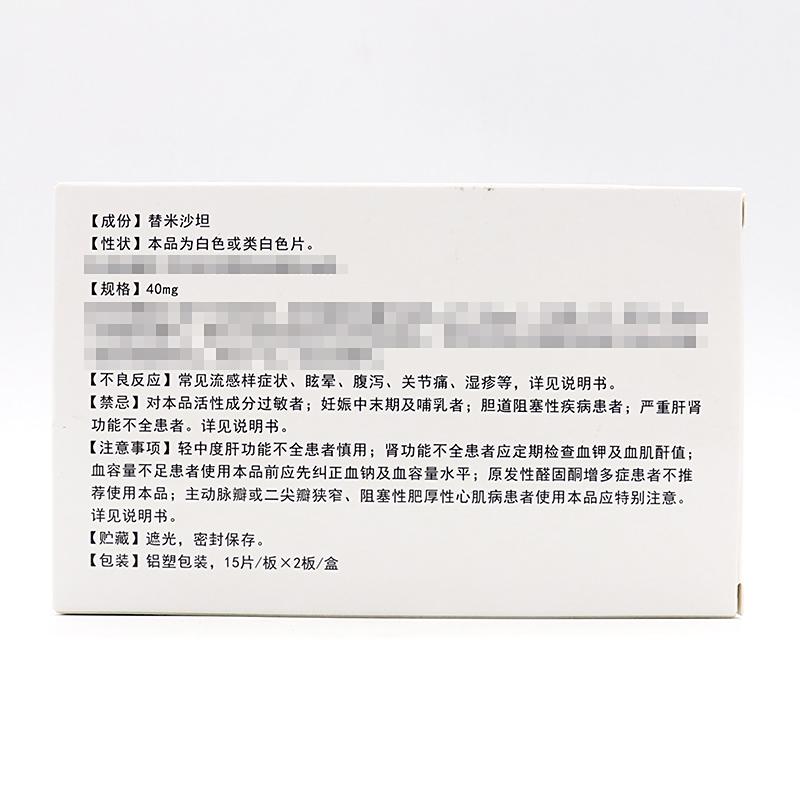 【成份】替米沙坦
【性状】本品为白色或类白色片。
【规格】40mg
【不良反应】常见流感样症状、眩晕、腹泻、关节痛、湿疹等，详见说明书。
【禁忌】对本品活性成分过敏者；妊娠中末期及哺乳者；胆道阻塞性疾病患者；严重肝肾
功能不全患者。详见说明书。
【注意事项】轻中度肝功能不全患者慎用；肾功能不全患者应定期检查血钾及血肌酐值；
血容量不足患者使用本品前应先纠正血钠及血容量水平；原发性醛固酮增多症患者不推
荐使用本品；主动脉瓣或二尖瓣狭窄、阻塞性肥厚性心肌病患者使用本品应特别注意。
详见说明书。
【贮藏】遮光，密封保存。
【包装】铝塑包装，15片/板×2板/盒